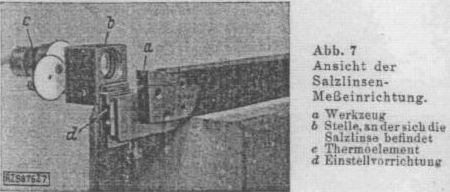 c
b
a
d
Abb. 7
Ansicht der
Salzlinsen-
Meßeinrichtung.
a Werkzeug
b Stelle, an der sich die
Salzlinse befindet
c Thermoelement
d Einstellvorrichtung